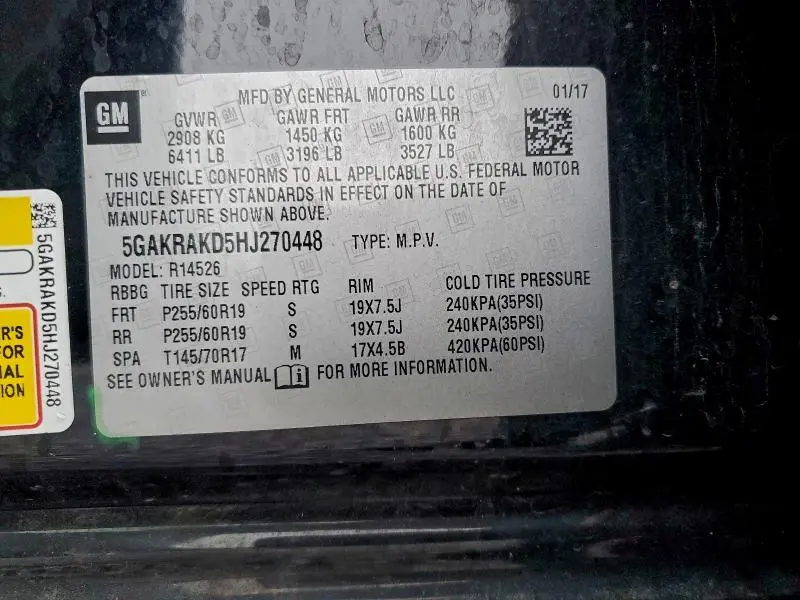 GM
MFD BY GENERAL MOTORS LLC 01/17
GVWR GAWR FRT GAWR RR
2908 KG 1450 KG 1600 KG
6411 LB 3196 LB 3527 LB
THIS VEHICLE CONFORMS TO ALL APPLICABLE U.S. FEDERAL MOTOR
VEHICLE SAFETY STANDARDS IN EFFECT ON THE DATE OF
MANUFACTURE SHOWN ABOVE.
5GAKRAKD5HJ270448 TYPE: M.P.V.
MODEL: R14526
RBBG TIRE SIZE SPEED RTG RIM COLD TIRE PRESSURE
FRT P255/60R19 S 19X7.5J 240KPA(35PSI)
RR P255/60R19 S 19X7.5J 240KPA(35PSI)
SPA T145/70R17 M 17X4.5B 420KPA(60PSI)
SEE OWNER'S MANUAL i FOR MORE INFORMATION.
5GAKRAKD5HJ270448
S.
R'S
FOR
AL
ION